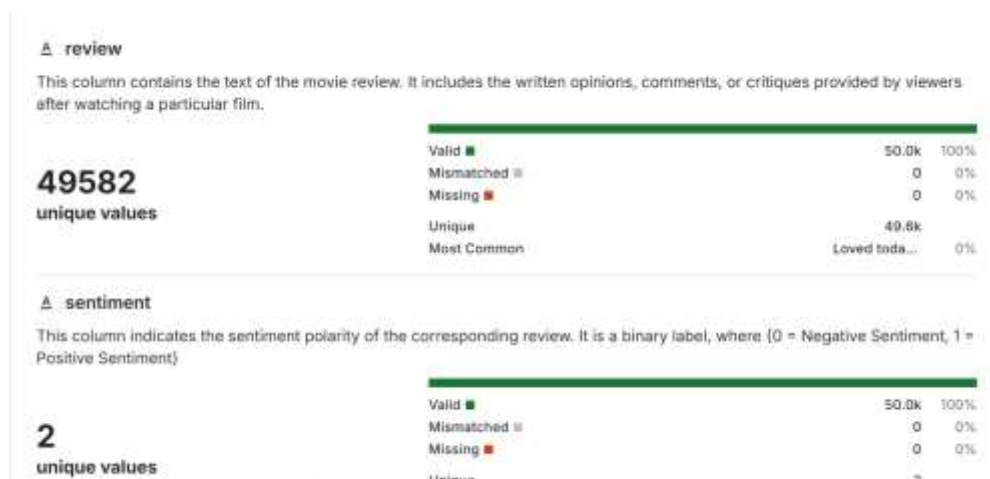 A review
This column contains the text of the movie review. It includes the written opinions, comments, or critiques provided by viewers
after watching a particular film.
49582
unique values
Valid 50.0k 100%
Mismatched 0 0%
Missing 0 0%
Unique 49.6k
Most Common Loved toda... 0%
A sentiment
This column indicates the sentiment polarity of the corresponding review. It is a binary label, where {0 = Negative Sentiment, 1 =
Positive Sentiment}
2
unique values
Valid 50.0k 100%
Mismatched 0 0%
Missing 0 0%